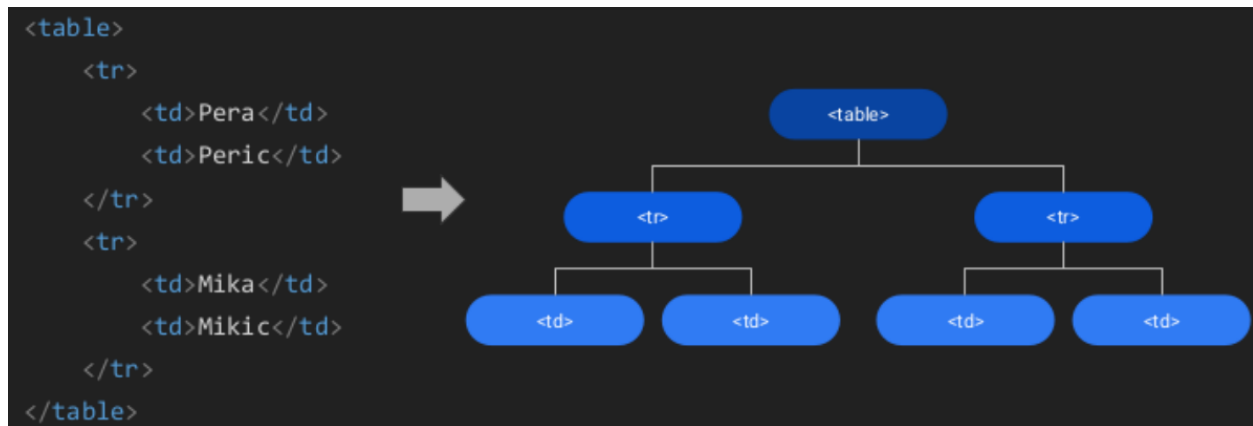 <table>
<tr>
<td>Pera</td>
<td>Peric</td>
</tr>
<tr>
<td>Mika</td>
<td>Mikic</td>
</tr>
</table>
<table>
<tr>
<tr>
<td>
<td>
<td>
<td>